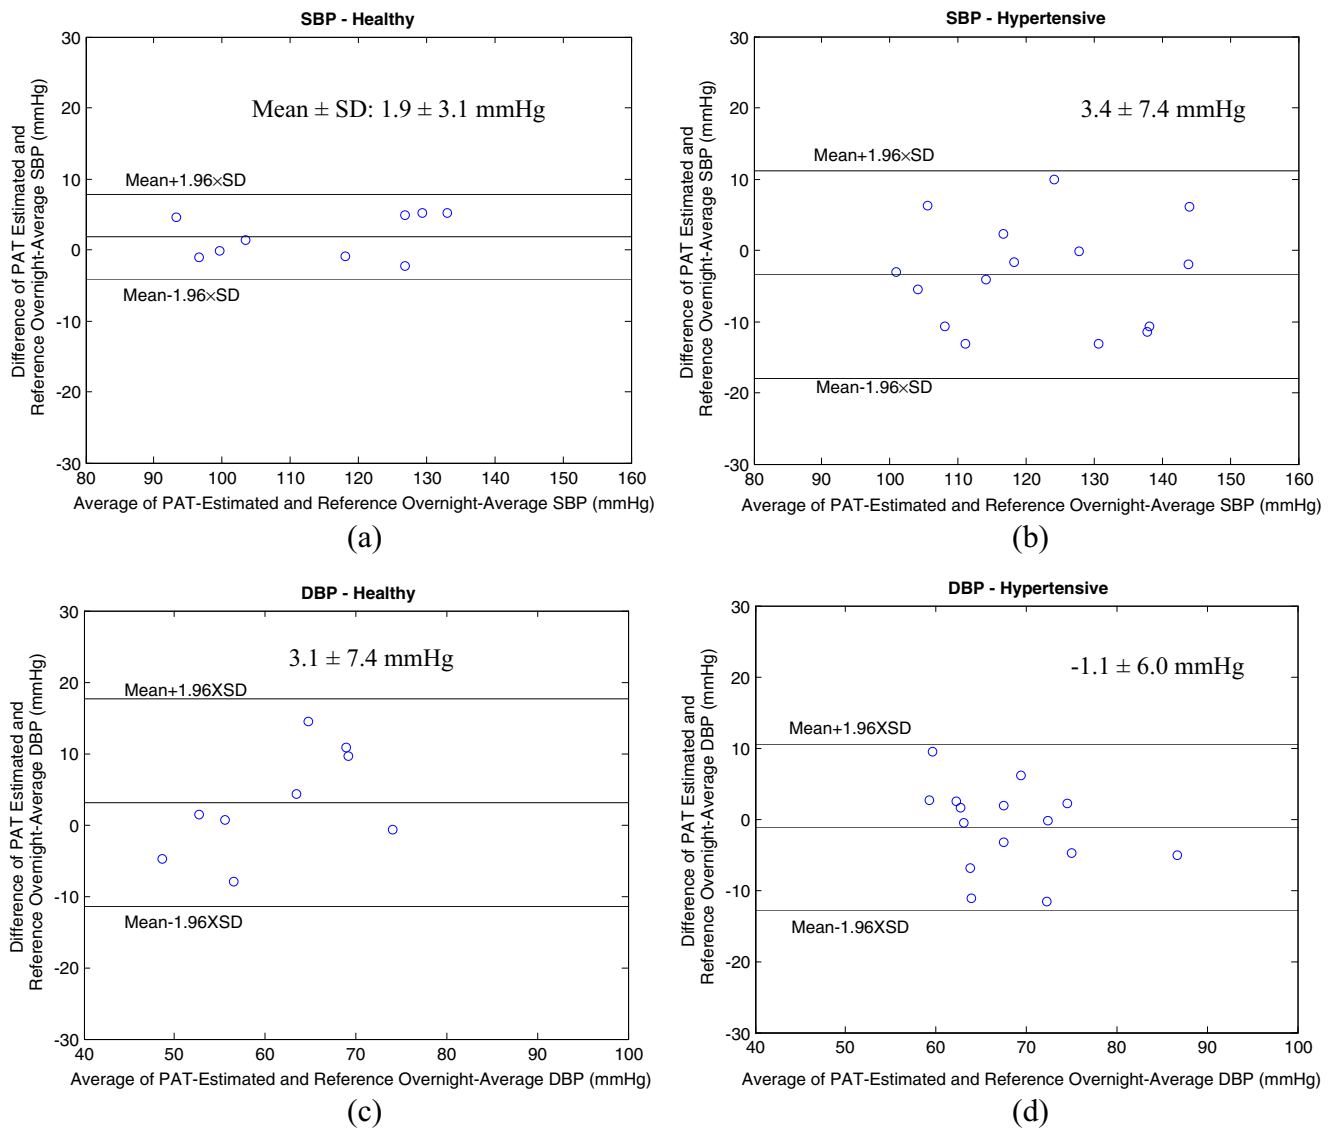 SBP - Healthy
30
20
10
0
-10
-20
-30
Difference of PAT Estimated and
Reference Overnight-Average SBP (mmHg)
Mean ± SD: 1.9 ± 3.1 mmHg
Mean+1.96×SD
Mean-1.96×SD
80 90 100 110 120 130 140 150 160
Average of PAT-Estimated and Reference Overnight-Average SBP (mmHg)
(a)
SBP - Hypertensive
30
20
10
0
-10
-20
-30
Difference of PAT Estimated and
Reference Overnight-Average SBP (mmHg)
3.4 ± 7.4 mmHg
Mean+1.96×SD
Mean-1.96×SD
80 90 100 110 120 130 140 150 160
Average of PAT-Estimated and Reference Overnight-Average SBP (mmHg)
(b)
DBP - Healthy
30
20
10
0
-10
-20
-30
Difference of PAT Estimated and
Reference Overnight-Average DBP (mmHg)
3.1 ± 7.4 mmHg
Mean+1.96XSD
Mean-1.96XSD
40 50 60 70 80 90 100
Average of PAT-Estimated and Reference Overnight-Average DBP (mmHg)
(c)
DBP - Hypertensive
30
20
10
0
-10
-20
-30
Difference of PAT Estimated and
Reference Overnight-Average DBP (mmHg)
-1.1 ± 6.0 mmHg
Mean+1.96XSD
Mean-1.96XSD
40 50 60 70 80 90 100
Average of PAT-Estimated and Reference Overnight-Average DBP (mmHg)
(d)